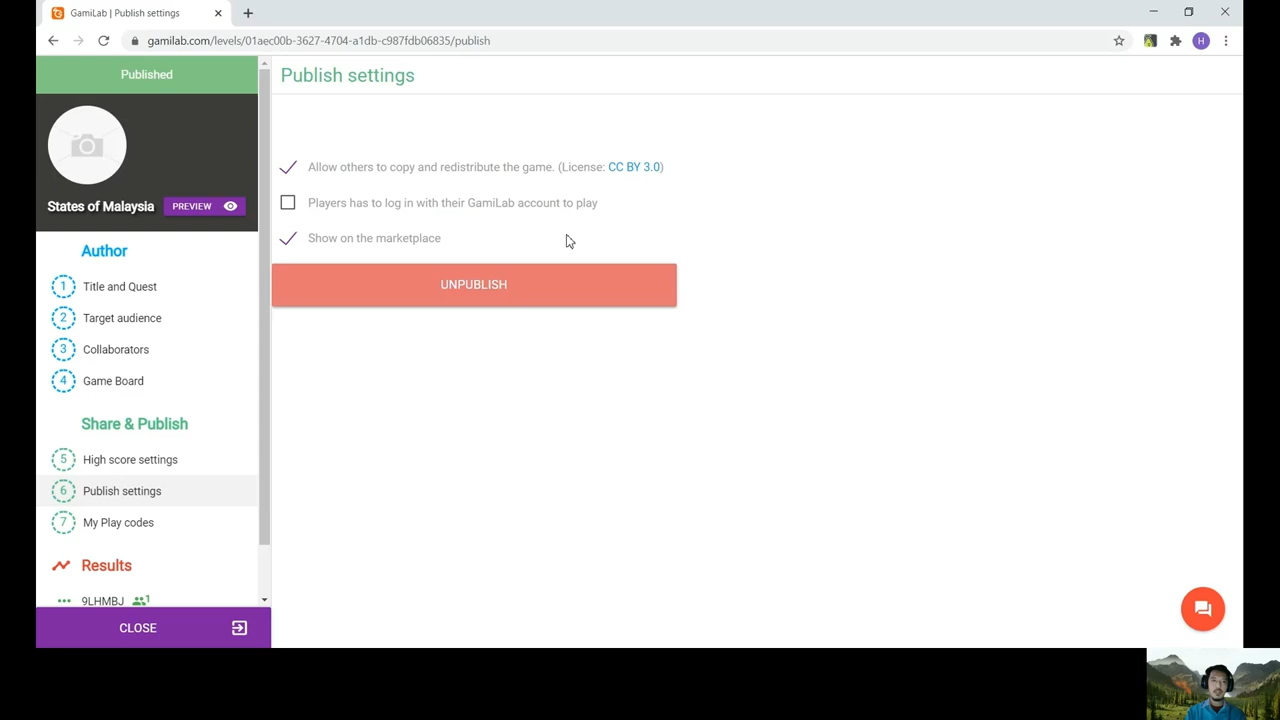 GamiLab | Publish settings
gamilab.com/levels/01aec00b-3627-4704-a1db-c987fdb06835/publish
H
Published
States of Malaysia
PREVIEW
Author
1 Title and Quest
2 Target audience
3 Collaborators
4 Game Board
Share & Publish
5 High score settings
6 Publish settings
7 My Play codes
Results
9LHMBJ 1
CLOSE
Publish settings
Allow others to copy and redistribute the game. (License: CC BY 3.0)
Players has to log in with their GamiLab account to play
Show on the marketplace
UNPUBLISH